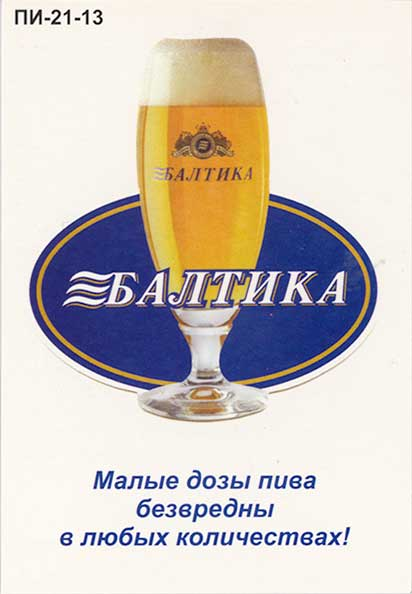 ПИ-21-13
БАЛТИКА
БАЛТИКА
Малые дозы пива
безвредны
в любых количествах!